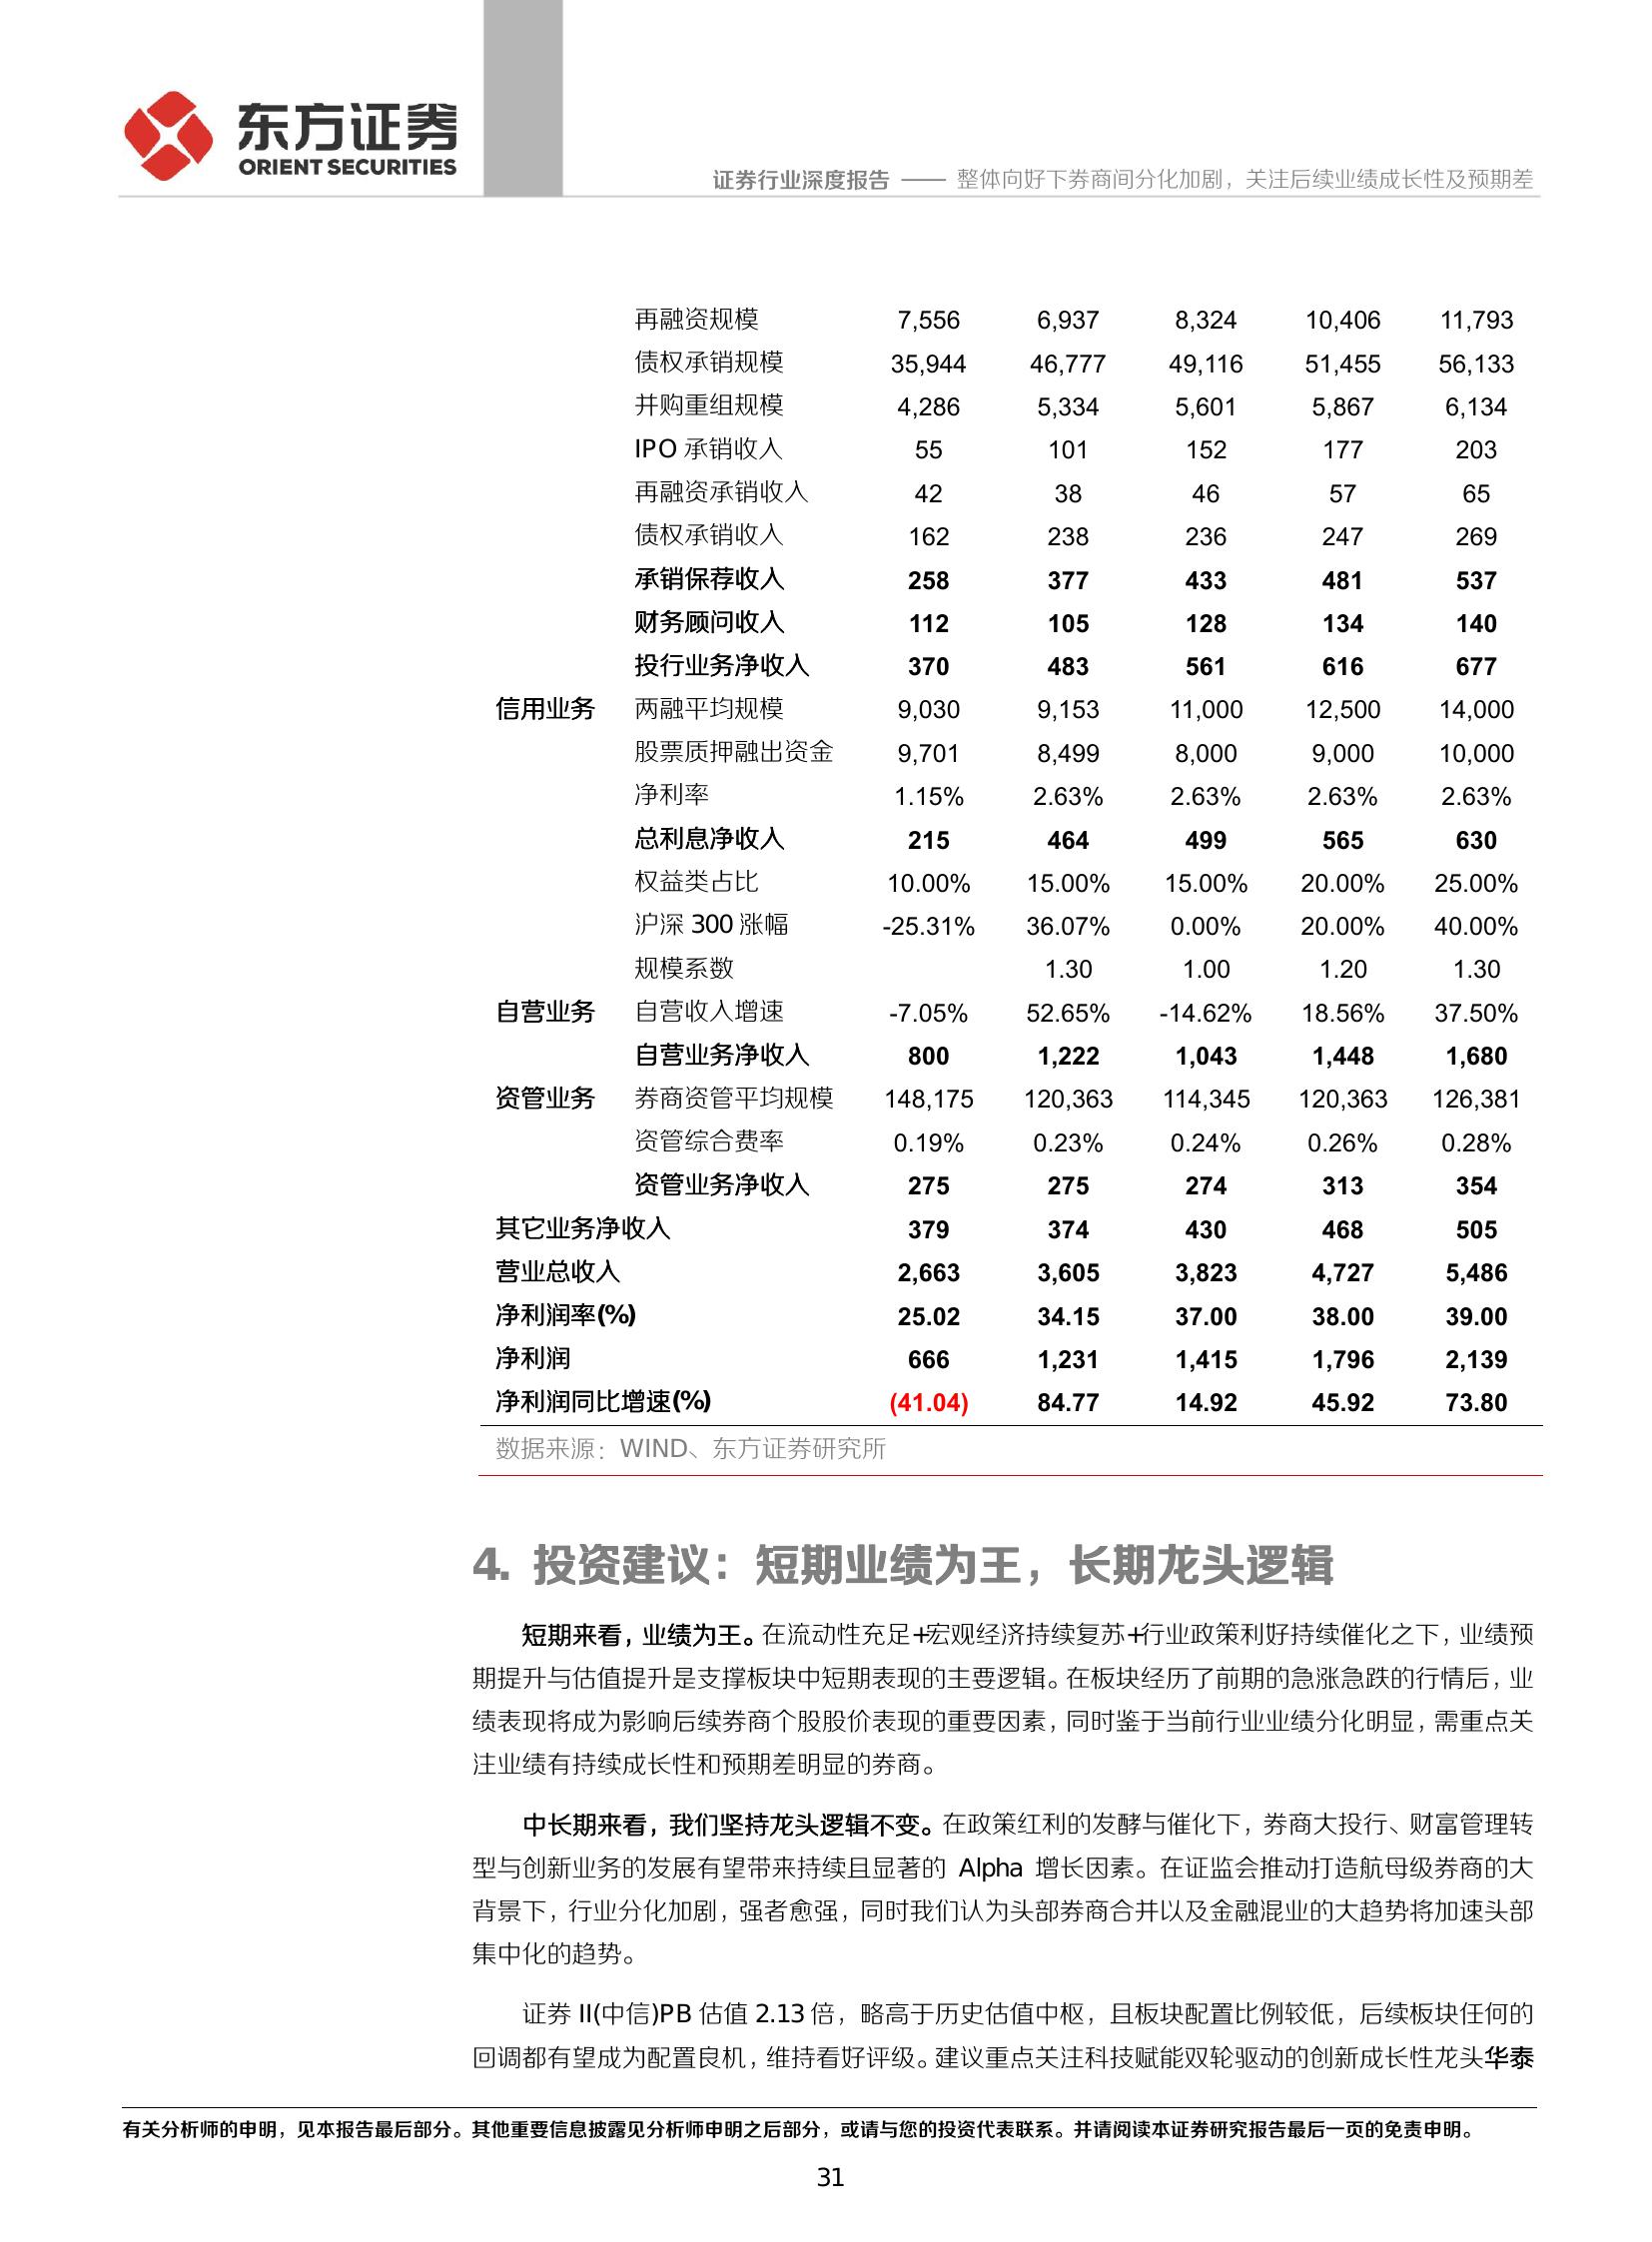 东方证券
ORIENT SECURITIES
证券行业深度报告 —— 整体向好下券商间分化加剧，关注后续业绩成长性及预期差
再融资规模 7,556 6,937 8,324 10,406 11,793
债权承销规模 35,944 46,777 49,116 51,455 56,133
并购重组规模 4,286 5,334 5,601 5,867 6,134
IPO 承销收入 55 101 152 177 203
再融资承销收入 42 38 46 57 65
债权承销收入 162 238 236 247 269
承销保荐收入 258 377 433 481 537
财务顾问收入 112 105 128 134 140
投行业务净收入 370 483 561 616 677
信用业务 两融平均规模 9,030 9,153 11,000 12,500 14,000
股票质押融出资金 9,701 8,499 8,000 9,000 10,000
净利率 1.15% 2.63% 2.63% 2.63% 2.63%
总利息净收入 215 464 499 565 630
权益类占比 10.00% 15.00% 15.00% 20.00% 25.00%
沪深 300 涨幅 -25.31% 36.07% 0.00% 20.00% 40.00%
规模系数 1.30 1.00 1.20 1.30
自营业务 自营收入增速 -7.05% 52.65% -14.62% 18.56% 37.50%
自营业务净收入 800 1,222 1,043 1,448 1,680
资管业务 券商资管平均规模 148,175 120,363 114,345 120,363 126,381
资管综合费率 0.19% 0.23% 0.24% 0.26% 0.28%
资管业务净收入 275 275 274 313 354
其它业务净收入 379 374 430 468 505
营业总收入 2,663 3,605 3,823 4,727 5,486
净利润率(%) 25.02 34.15 37.00 38.00 39.00
净利润 666 1,231 1,415 1,796 2,139
净利润同比增速(%) (41.04) 84.77 14.92 45.92 73.80
数据来源：WIND、东方证券研究所
4. 投资建议：短期业绩为王，长期龙头逻辑
短期来看，业绩为王。在流动性充足+宏观经济持续复苏+行业政策利好持续催化之下，业绩预
期提升与估值提升是支撑板块中短期表现的主要逻辑。在板块经历了前期的急涨急跌的行情后，业
绩表现将成为影响后续券商个股股价表现的重要因素，同时鉴于当前行业业绩分化明显，需重点关
注业绩有持续成长性和预期差明显的券商。
中长期来看，我们坚持龙头逻辑不变。在政策红利的发酵与催化下，券商大投行、财富管理转
型与创新业务的发展有望带来持续且显著的 Alpha 增长因素。在证监会推动打造航母级券商的大
背景下，行业分化加剧，强者愈强，同时我们认为头部券商合并以及金融混业的大趋势将加速头部
集中化的趋势。
证券 II(中信)PB 估值 2.13 倍，略高于历史估值中枢，且板块配置比例较低，后续板块任何的
回调都有望成为配置良机，维持看好评级。建议重点关注科技赋能双轮驱动的创新成长性龙头华泰
有关分析师的申明，见本报告最后部分。其他重要信息披露见分析师申明之后部分，或请与您的投资代表联系。并请阅读本证券研究报告最后一页的免责申明。
31